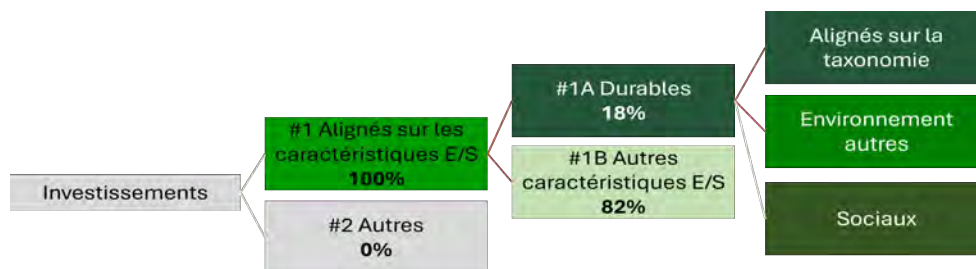 Investissements
#1 Alignés sur les
caractéristiques E/S
100%
#2 Autres
0%
#1A Durables
18%
#1B Autres
caractéristiques E/S
82%
Alignés sur la
taxonomie
Environnement
autres
Sociaux